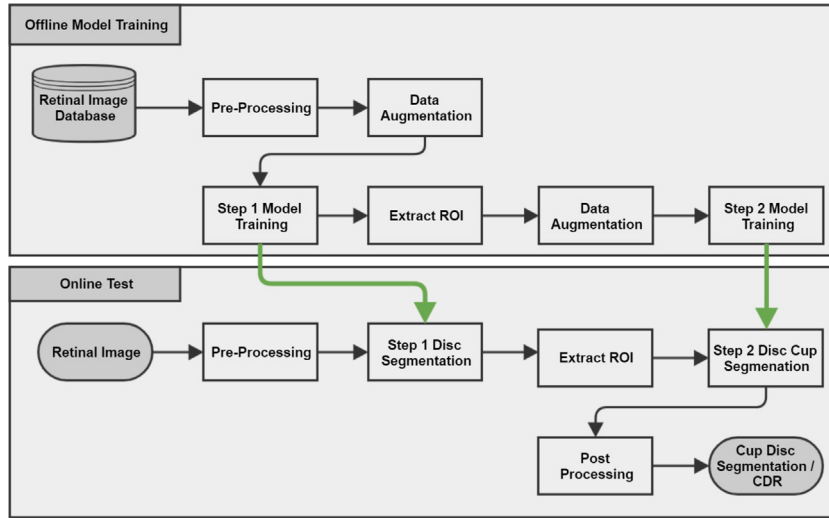 Offline Model Training
Retinal Image
Database
Pre-Processing
Data
Augmentation
Step 1 Model
Training
Extract ROI
Data
Augmentation
Step 2 Model
Training
Online Test
Retinal Image
Pre-Processing
Step 1 Disc
Segmentation
Extract ROI
Step 2 Disc Cup
Segmenation
Post
Processing
Cup Disc
Segmentation /
CDR